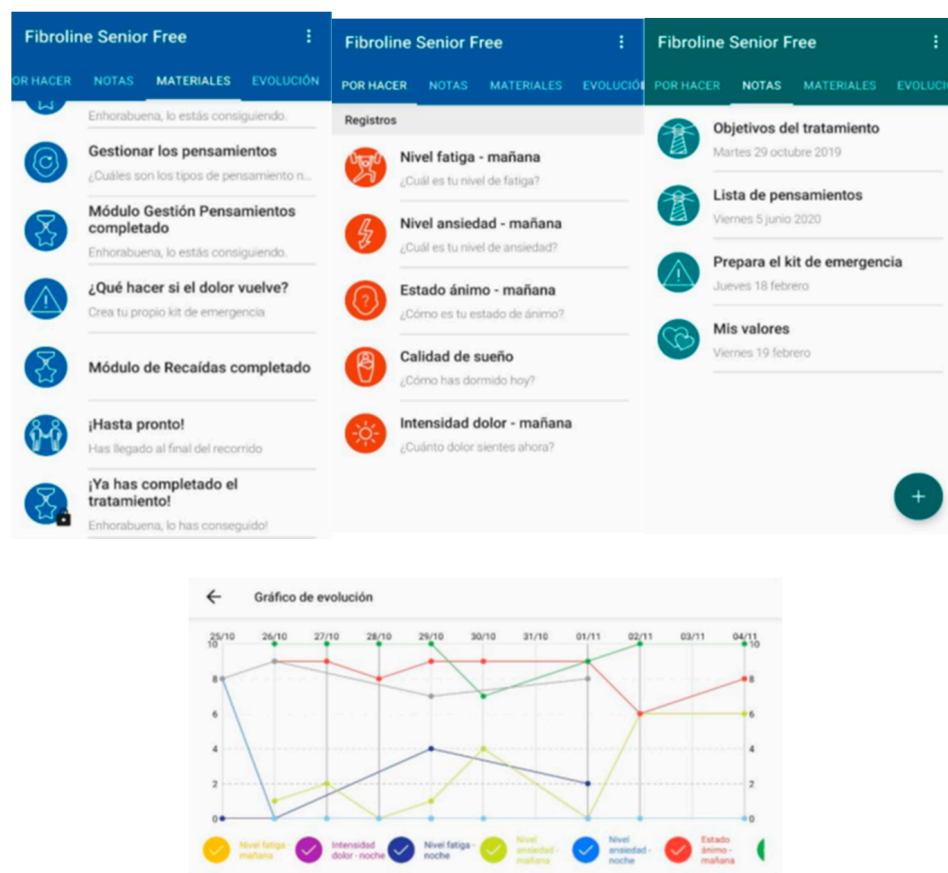 Fibroline Senior Free
OR HACER NOTAS MATERIALES EVOLUCIÓN
Enhorabuena, lo estás consiguiendo.
Gestionar los pensamientos
¿Cuáles son los tipos de pensamiento n...
Módulo Gestión Pensamientos
completado
Enhorabuena, lo estás consiguiendo.
¿Qué hacer si el dolor vuelve?
Crea tu propio kit de emergencia
Módulo de Recaídas completado
¡Hasta pronto!
Has llegado al final del recorrido
¡Ya has completado el
tratamiento!
Enhorabuena, lo has conseguido!
Fibroline Senior Free
POR HACER NOTAS MATERIALES EVOLUCIÓ
Registros
Nivel fatiga - mañana
¿Cuál es tu nivel de fatiga?
Nivel ansiedad - mañana
¿Cuál es tu nivel de ansiedad?
Estado ánimo - mañana
¿Cómo es tu estado de ánimo?
Calidad de sueño
¿Cómo has dormido hoy?
Intensidad dolor - mañana
¿Cuánto dolor sientes ahora?
Fibroline Senior Free
POR HACER NOTAS MATERIALES EVOLUCI
Objetivos del tratamiento
Martes 29 octubre 2019
Lista de pensamientos
Viernes 5 junio 2020
Prepara el kit de emergencia
Jueves 18 febrero
Mis valores
Viernes 19 febrero
+
Gráfico de evolución
25/10 26/10 27/10 28/10 29/10 30/10 31/10 01/11 02/11 03/11 04/11
10 10
8 8
6 6
4 4
2 2
0 0
Nivel fatiga -
mañana
Intensidad
dolor - noche
Nivel fatiga -
noche
Nivel
ansiedad -
mañana
Nivel
ansiedad -
noche
Estado
ánimo -
mañana